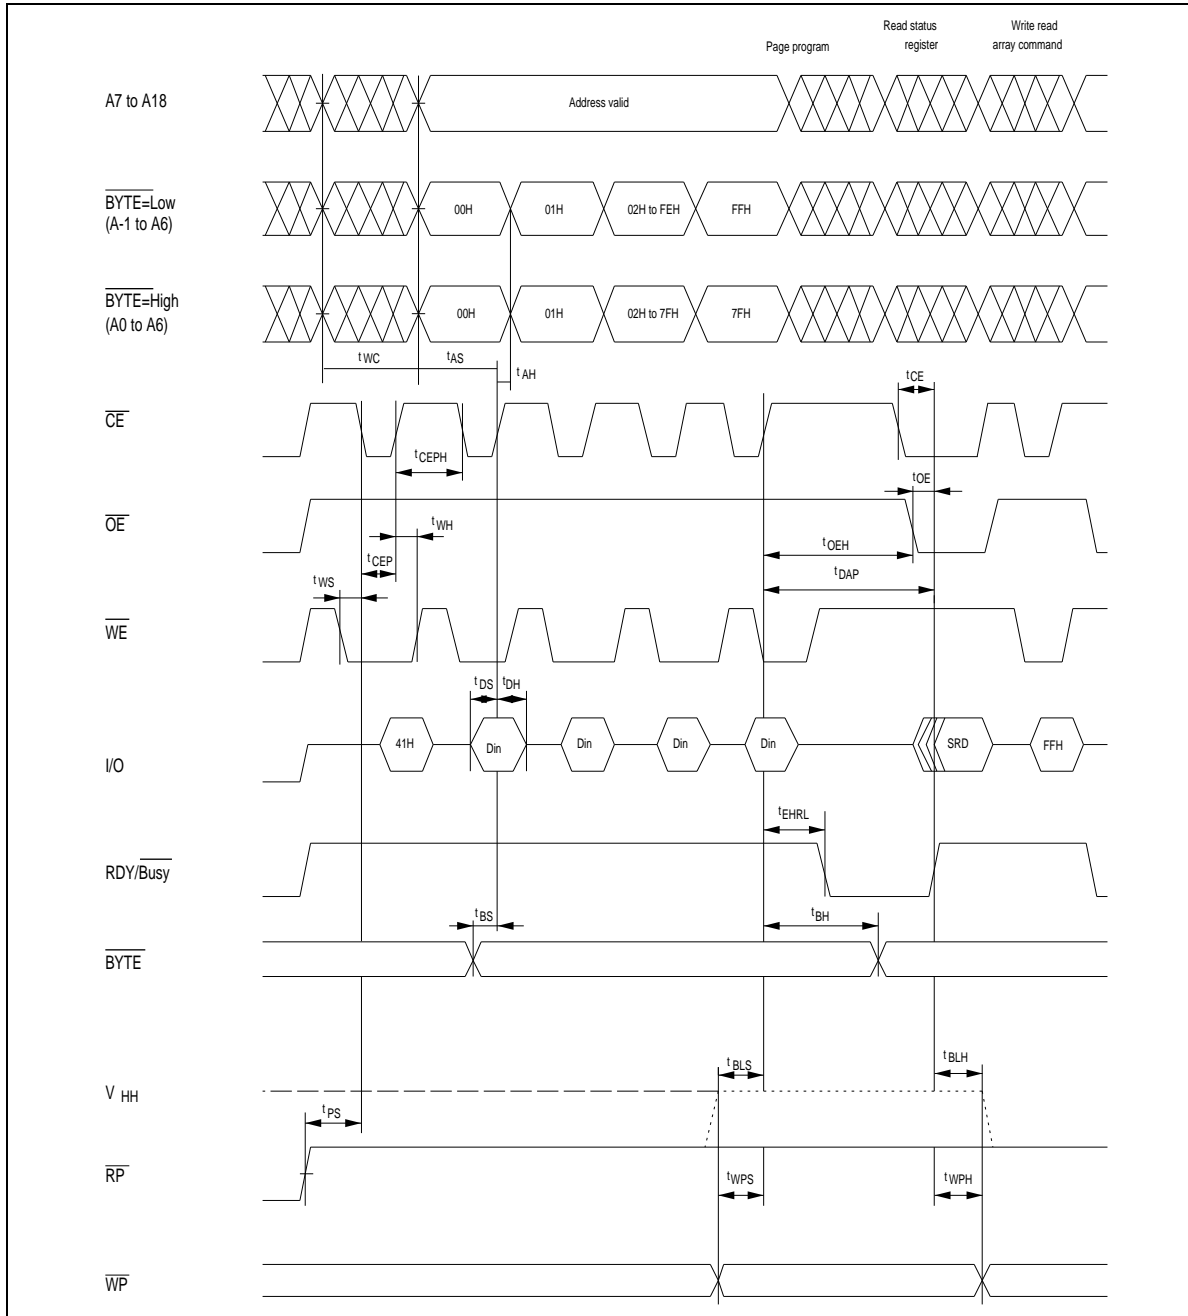 Page program
Read status
register
Write read
array command
A7 to A18
Address valid
BYTE=Low
(A-1 to A6)
00H
01H
02H to FEH
FFH
BYTE=High
(A0 to A6)
00H
01H
02H to 7FH
7FH
tWC
tAS
tAH
tCE
CE
tCEPH
tOE
OE
tWH
tOEH
tCEP
tDAP
tWS
WE
tDS
tDH
I/O
41H
Din
Din
Din
Din
SRD
FFH
tEHRL
RDY/Busy
tBS
tBH
BYTE
tBLS
tBLH
VHH
tPS
RP
tWPS
tWPH
WP